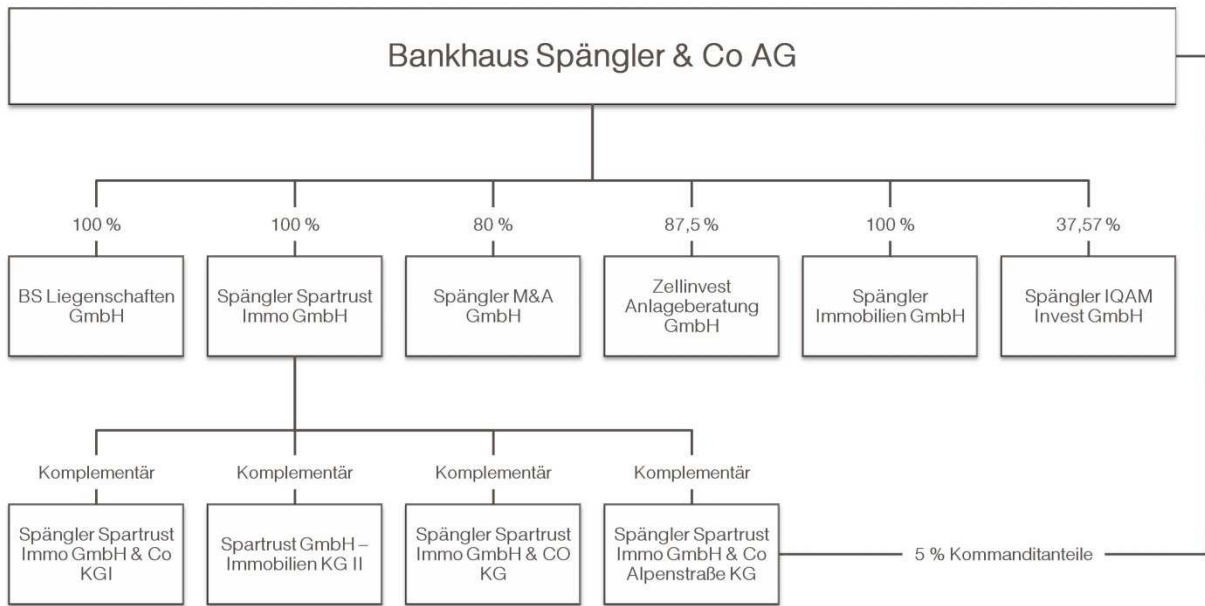 Bankhaus Spängler & Co AG
100 %
100 %
80 %
87,5 %
100 %
37,57 %
BS Liegenschaften
GmbH
Spängler Spartrust
Immo GmbH
Spängler M&A
GmbH
Zellinvest
Anlageberatung
GmbH
Spängler
Immobilien GmbH
Spängler IQAM
Invest GmbH
Komplementär
Komplementär
Komplementär
Komplementär
Spängler Spartrust
Immo GmbH & Co
KGI
Spartrust GmbH –
Immobilien KG II
Spängler Spartrust
Immo GmbH & CO
KG
Spängler Spartrust
Immo GmbH & Co
Alpenstraße KG
5 % Kommanditanteile